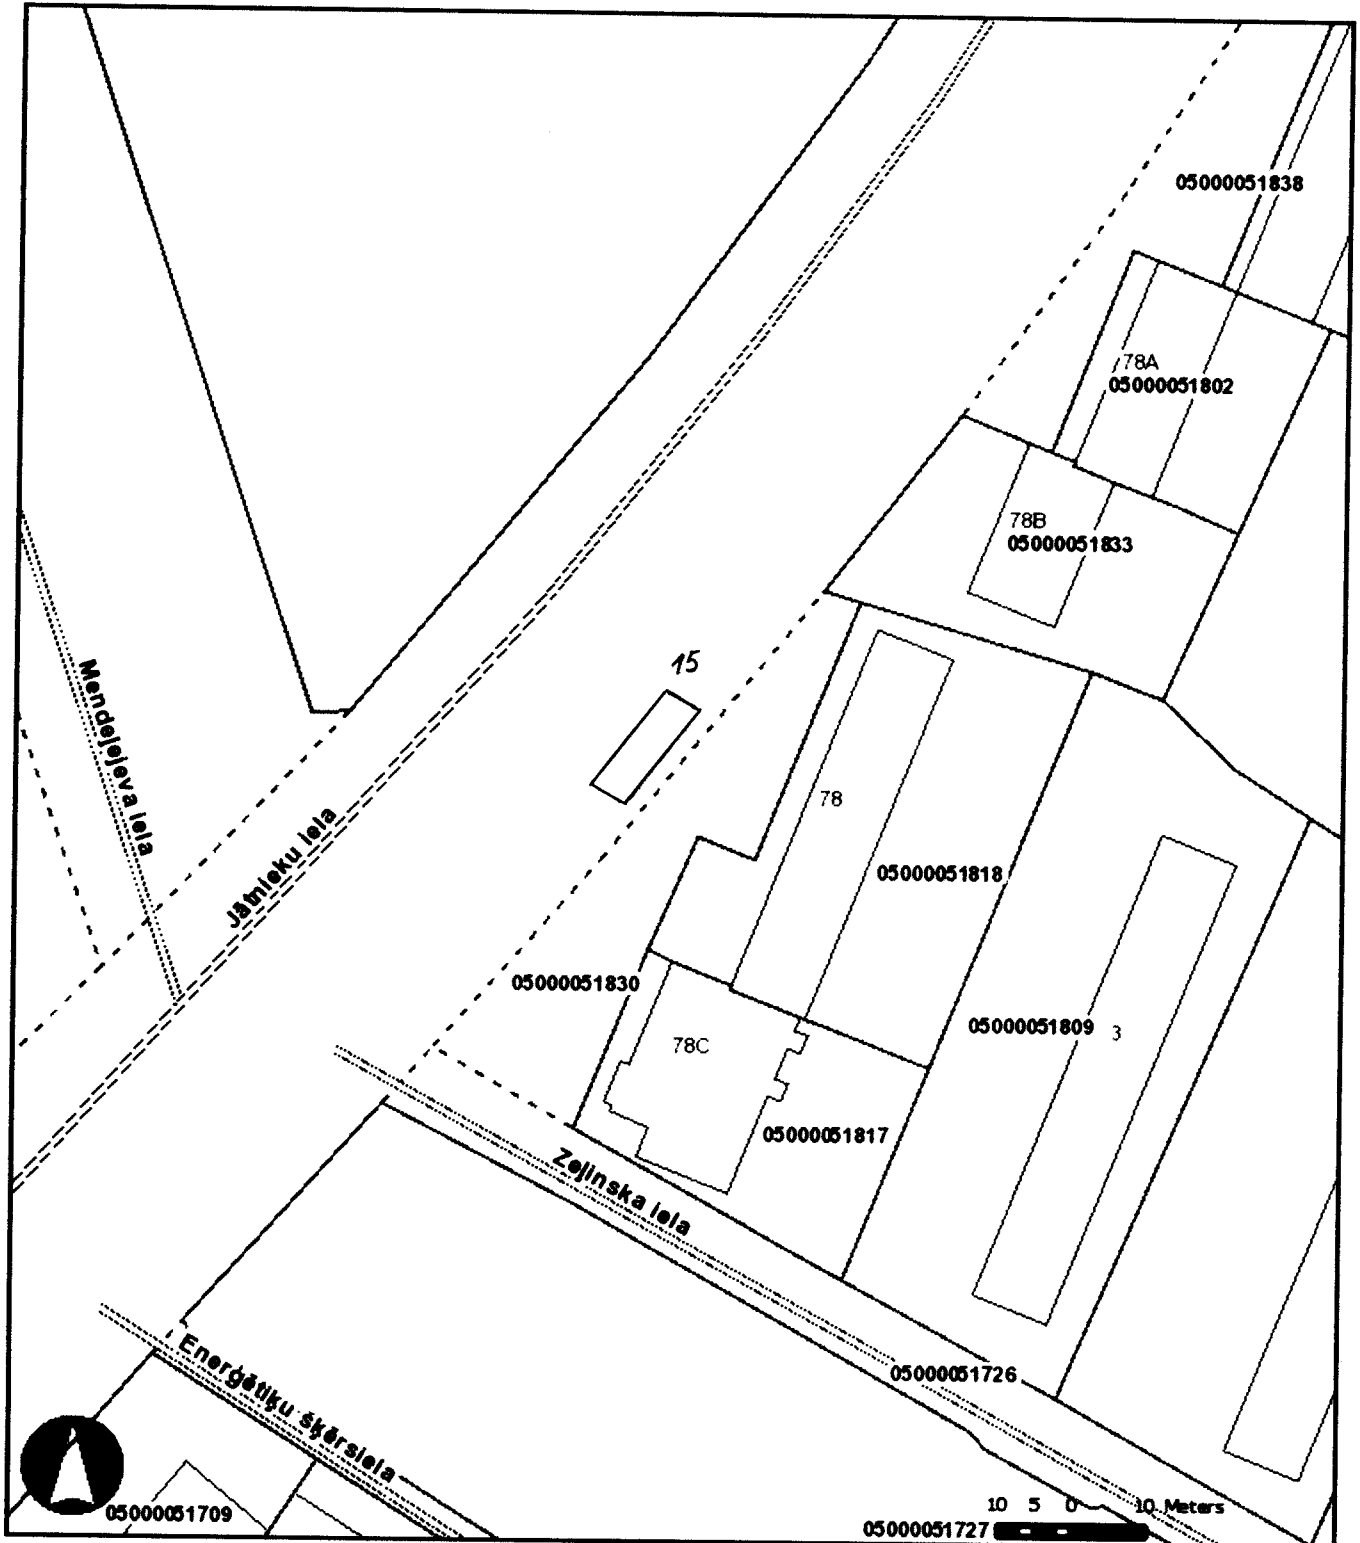 05000051838
78A
05000051802
78B
05000051833
15
Mendeļejeva iela
78
Jātnieku iela
05000051818
05000051830
05000051809 3
78C
05000051817
Zeļinska iela
05000051726
Enerģētiķu šķērsiela
05000051709
10 5 0 10 Meters
05000051727